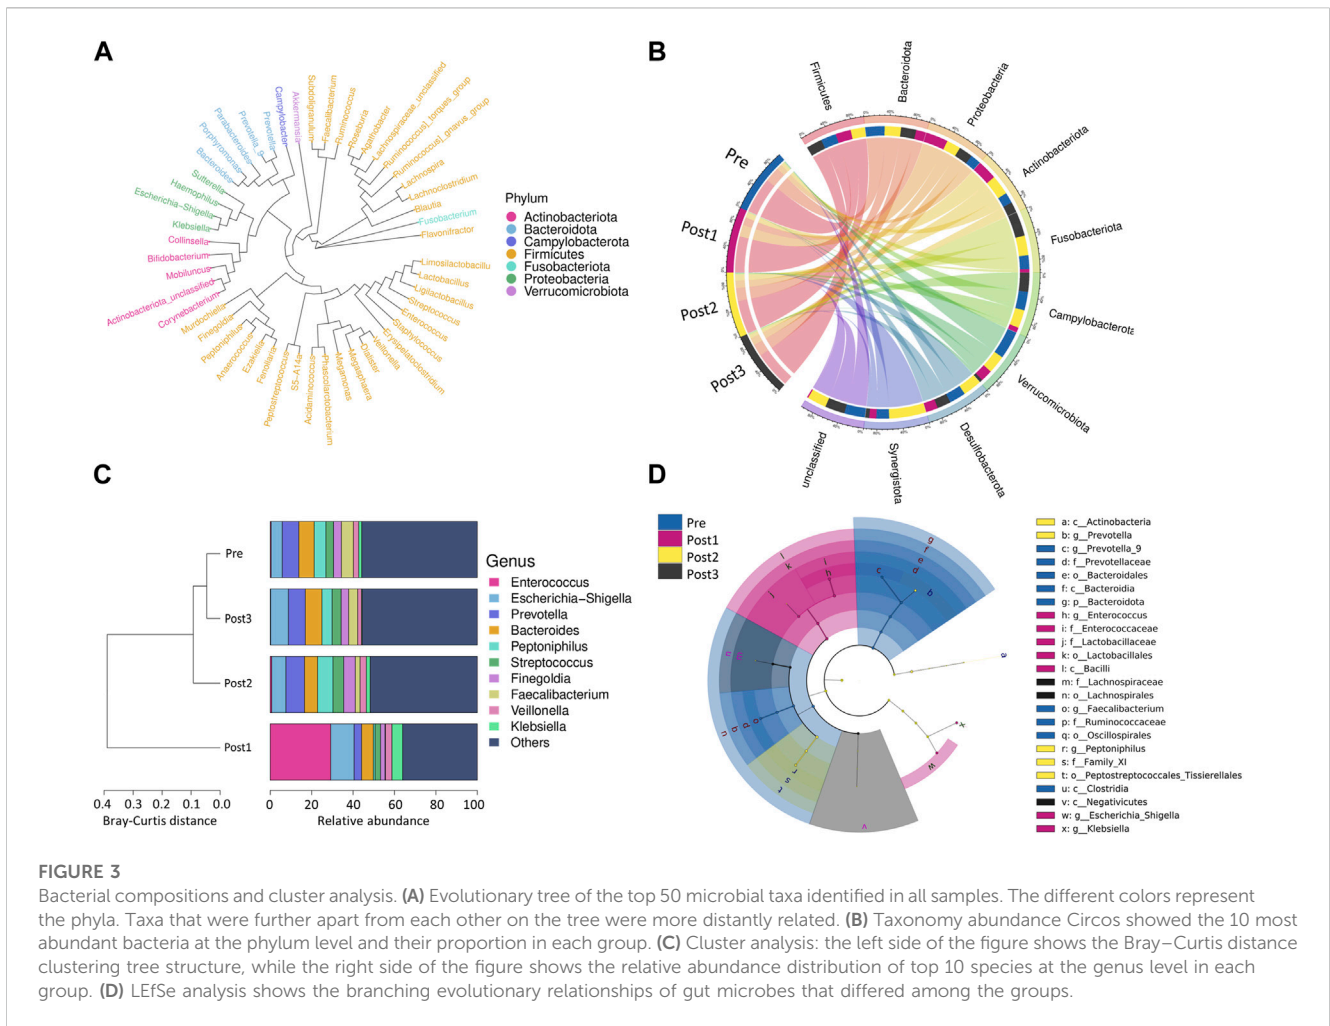 A
Subdoligranulum
Faecalibacterium
Ruminococcus
Roseburia
Agathobacter
Lachnospiraceae_unclassified
Ruminococcus]_torques_group
Ruminococcus]_gnavus_group
Lachnospira
Lachnoclostridium
Blautia
Fusobacterium
Flavonifractor
Limosilactobacillu
Lactobacillus
Ligilactobacillus
Streptococcus
Enterococcus
Staphylococcus
Erysipelatoclostridium
Veillonella
Dialister
Megasphaera
Megamonas
Phascolarctobacterium
Acidaminococcus
S5-A14a
Peptostreptococcus
Fenollaria
Ezakiella
Anaerococcus
Peptoniphilus
Finegoldia
Murdochiella
Corynebacterium
Actinobacteriota_unclassified
Mobiluncus
Bilidobacterium
Collinsella
Klebsiella
Escherichia-Shigella
Haemophilus
Sutterella
Bacteroides
Porphyromonas
Parabacteroides
Prevotella_9
Prevotella
Campylobacter
Akkermansia
Phylum
Actinobacteriota
Bacteroidota
Campylobacterota
Firmicutes
Fusobacteriota
Proteobacteria
Verrucomicrobiota
B
Firmicutes
Bacteroidota
Proteobacteria
Actinobacteriota
Fusobacteriota
Campylobacterota
Verrucomicrobiota
Desulfobacterota
Synergistota
unclassified
Pre
Post1
Post2
Post3
C
Pre
Post3
Post2
Post1
0.4 0.3 0.2 0.1 0.0
Bray-Curtis distance
0 20 40 60 80 100
Relative abundance
Genus
Enterococcus
Escherichia-Shigella
Prevotella
Bacteroides
Peptoniphilus
Streptococcus
Finegoldia
Faecalibacterium
Veillonella
Klebsiella
Others
D
Pre
Post1
Post2
Post3
g
f
e
d
c
b
a
l
k
h
x
w
v
r
s
a: c__Actinobacteria
b: g__Prevotella
c: g__Prevotella_9
d: f__Prevotellaceae
e: o__Bacteroidales
f: c__Bacteroidia
g: p__Bacteroidota
h: g__Enterococcus
i: f__Enterococcaceae
j: f__Lactobacillaceae
k: o__Lactobacillales
l: c__Bacilli
m: f__Lachnospiraceae
n: o__Lachnospirales
o: g__Faecalibacterium
p: f__Ruminococcaceae
q: o__Oscillospirales
r: g__Peptoniphilus
s: f__Family_XI
t: o__Peptostreptococcales_Tissierellales
u: c__Clostridia
v: c__Negativicutes
w: g__Escherichia_Shigella
x: g__Klebsiella
FIGURE 3
Bacterial compositions and cluster analysis. (A) Evolutionary tree of the top 50 microbial taxa identified in all samples. The different colors represent
the phyla. Taxa that were further apart from each other on the tree were more distantly related. (B) Taxonomy abundance Circos showed the 10 most
abundant bacteria at the phylum level and their proportion in each group. (C) Cluster analysis: the left side of the figure shows the Bray–Curtis distance
clustering tree structure, while the right side of the figure shows the relative abundance distribution of top 10 species at the genus level in each
group. (D) LEfSe analysis shows the branching evolutionary relationships of gut microbes that differed among the groups.